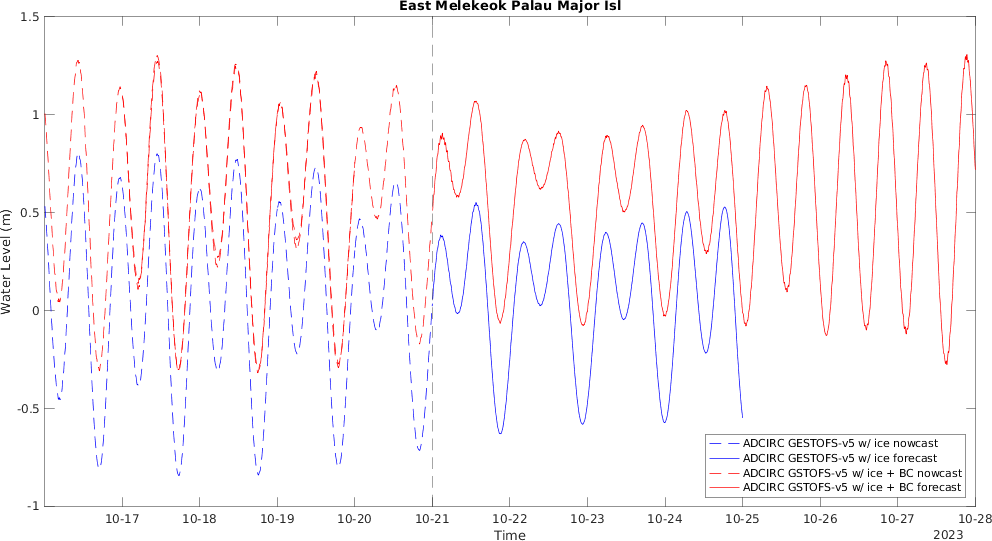 East Melekeok Palau Major Isl
1.5
1
0.5
0
-0.5
-1
Water Level (m)
10-17 10-18 10-19 10-20 10-21 10-22 10-23 10-24 10-25 10-26 10-27 10-28
Time
2023
ADCIRC GESTOFS-v5 w/ ice nowcast
ADCIRC GESTOFS-v5 w/ ice forecast
ADCIRC GSTOFS-v5 w/ ice + BC nowcast
ADCIRC GSTOFS-v5 w/ ice + BC forecast